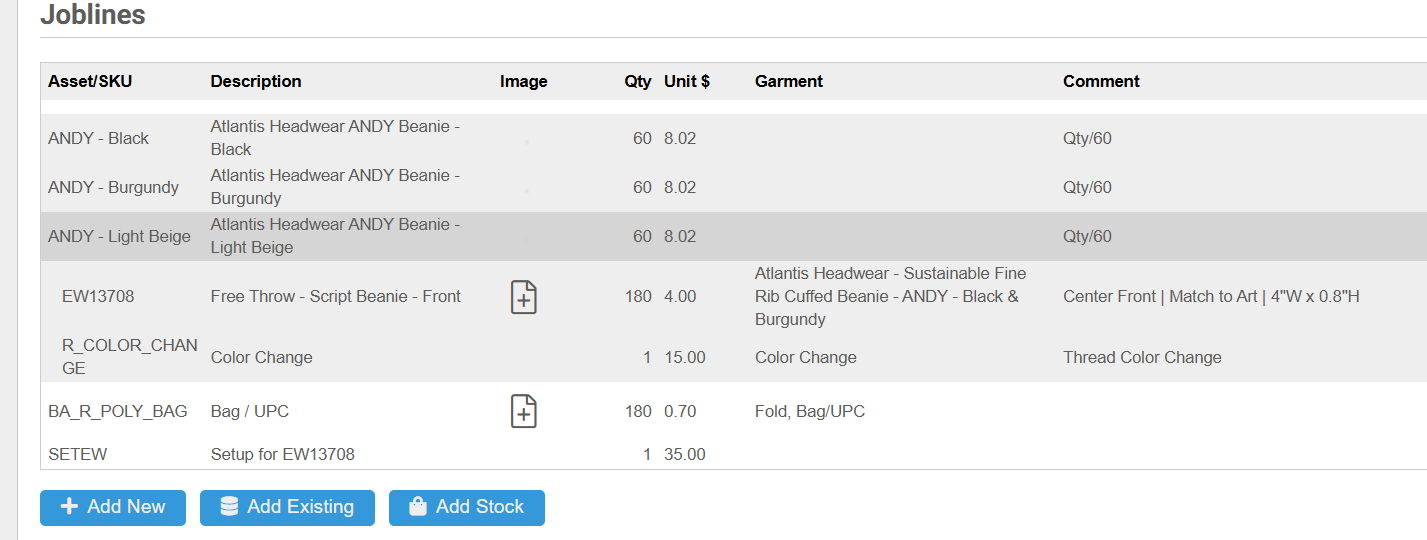 Joblines
Asset/SKU Description Image Qty Unit $ Garment Comment
ANDY - Black Atlantis Headwear ANDY Beanie - Black 60 8.02 Qty/60
ANDY - Burgundy Atlantis Headwear ANDY Beanie - Burgundy 60 8.02 Qty/60
ANDY - Light Beige Atlantis Headwear ANDY Beanie - Light Beige 60 8.02 Qty/60
EW13708 Free Throw - Script Beanie - Front 180 4.00 Atlantis Headwear - Sustainable Fine Rib Cuffed Beanie - ANDY - Black & Burgundy Center Front | Match to Art | 4"W x 0.8"H
R_COLOR_CHANGE Color Change 1 15.00 Color Change Thread Color Change
BA_R_POLY_BAG Bag / UPC 180 0.70 Fold, Bag/UPC
SETEW Setup for EW13708 1 35.00
Add New Add Existing Add Stock